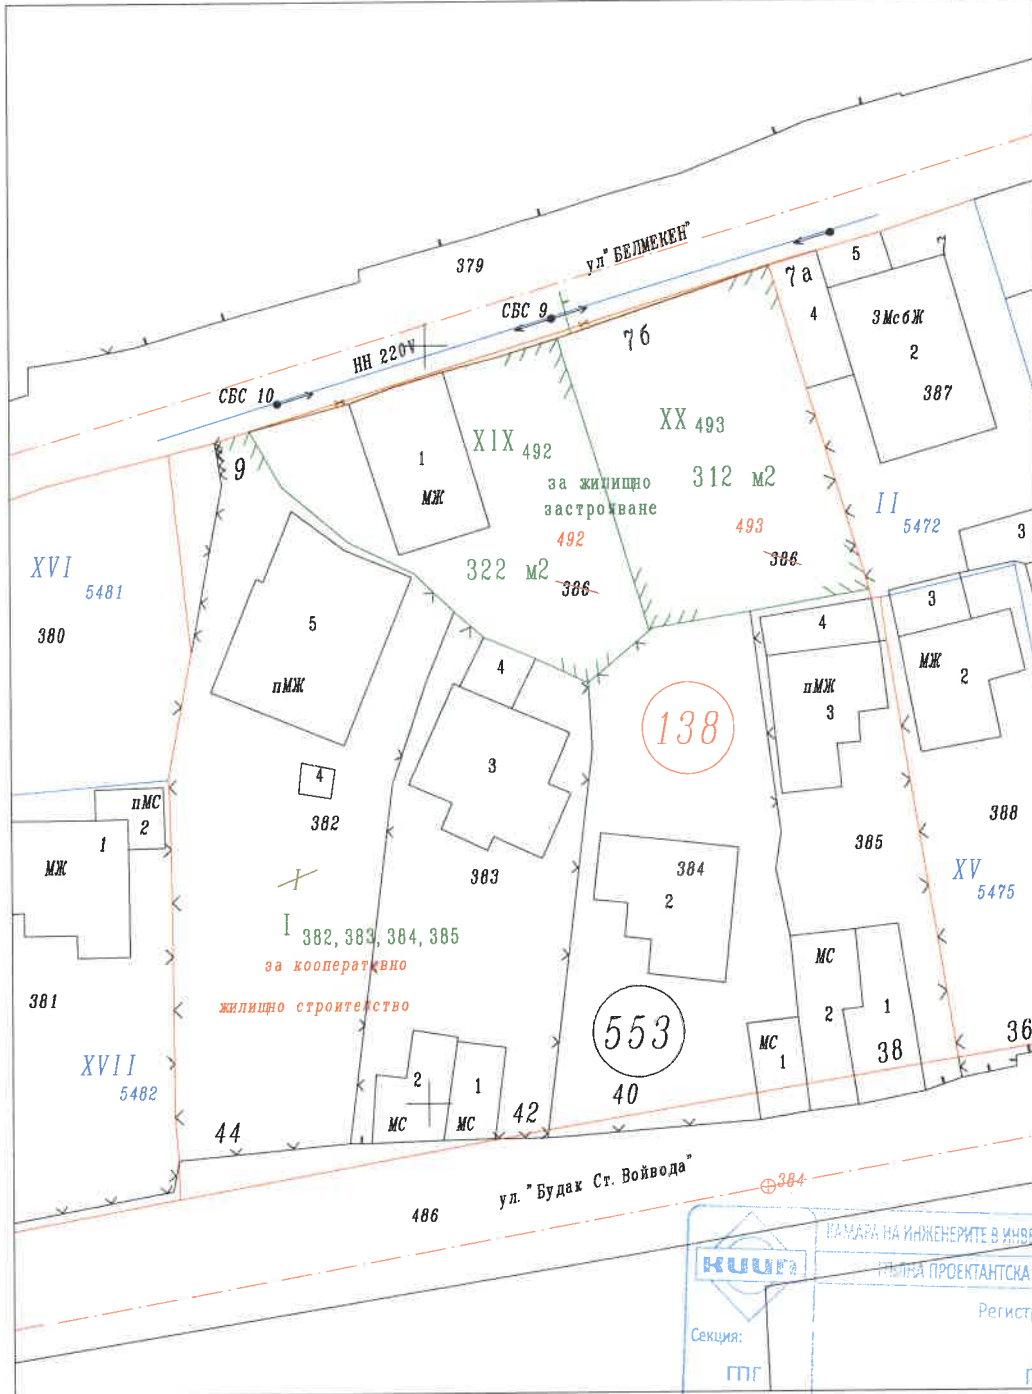 379
ул" БЕЛМЕКЕН"
СБС 9
НН 220V
СБС 10
7б
7а
5
7
4
3МсбЖ
2
387
9
1
МЖ
XIX 492
за жилищно
застрояване
492
322 м2
386
XX 493
312 м2
493
386
II
5472
3
XVI
5481
380
5
пМЖ
4
3
4
382
383
I
I 382, 383, 384, 385
за кооперативно
жилищно строителство
138
384
2
553
40
4
пМЖ
3
385
3
МЖ
2
388
XV
5475
пМС
2
1
МЖ
381
XVII
5482
44
2
МС
1
МС
42
МС
1
МС
2
1
38
36
ул. "Будак Ст. Войвода"
384
486
КАМАРА НА ИНЖЕНЕРИТЕ В ИНВЕ
КИИП
ПЪЛНА ПРОЕКТАНТСКА
Регистр
Секция:
ГПГ